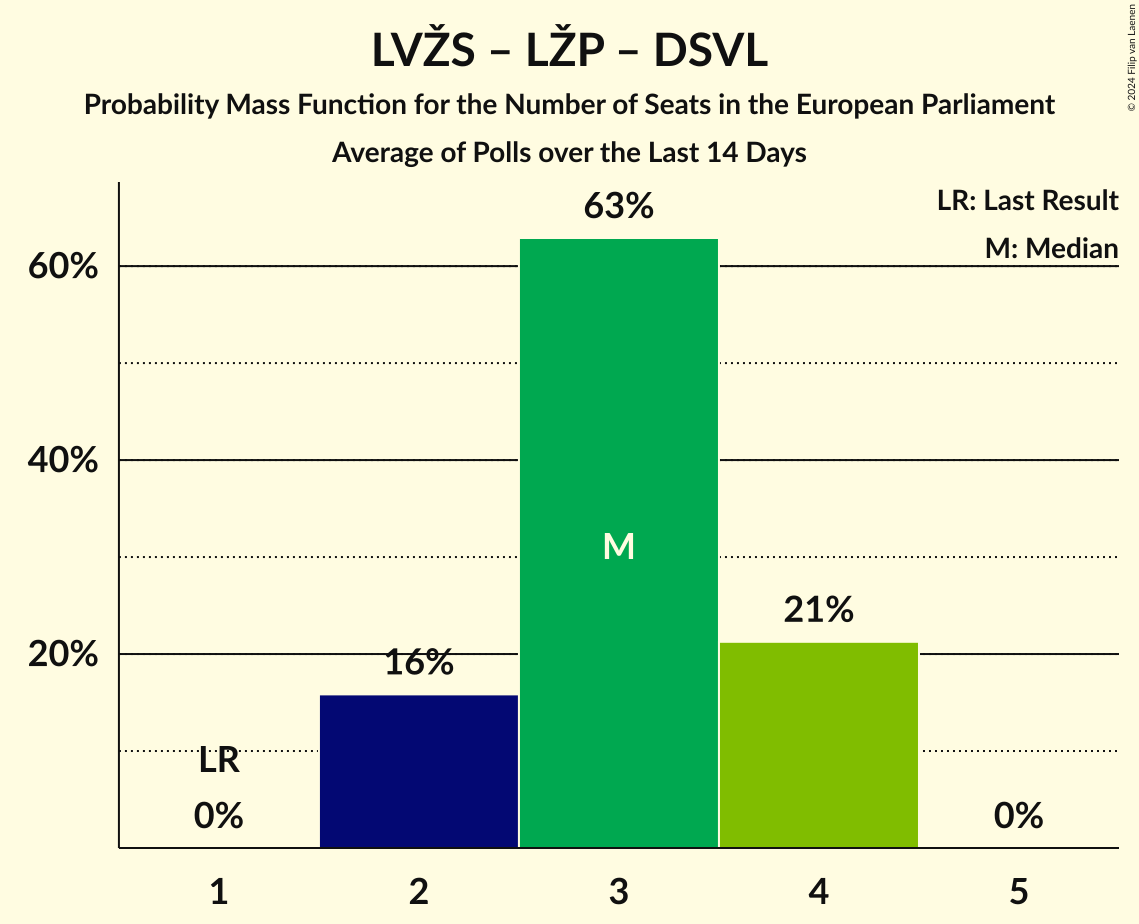 LVŽS – LŽP – DSVL
Probability Mass Function for the Number of Seats in the European Parliament
Average of Polls over the Last 14 Days
© 2024 Filip van Laenen
LR: Last Result
M: Median
63%
60%
40%
M
21%
20%
16%
LR
0%
0%
1 2 3 4 5